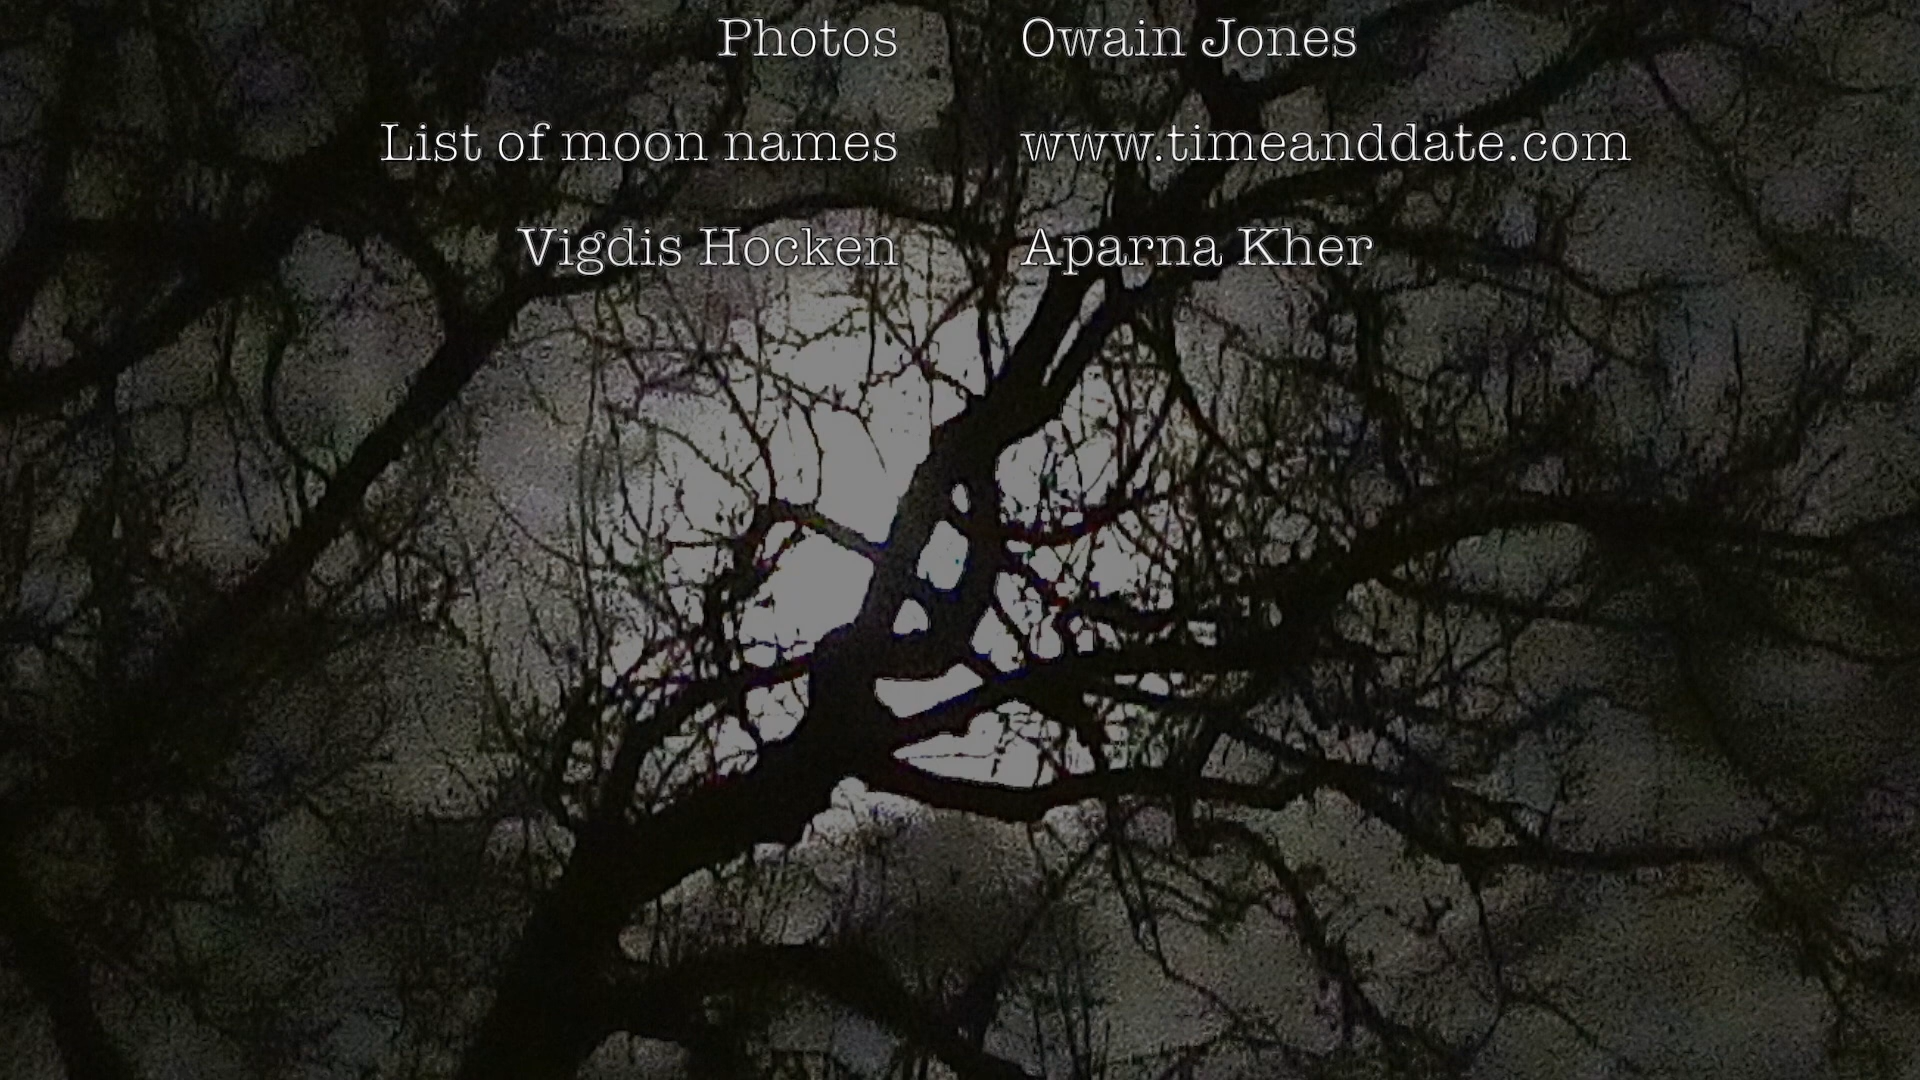 Photos Owain Jones
List of moon names www.timeanddate.com
Vigdis Hocken Aparna Kher